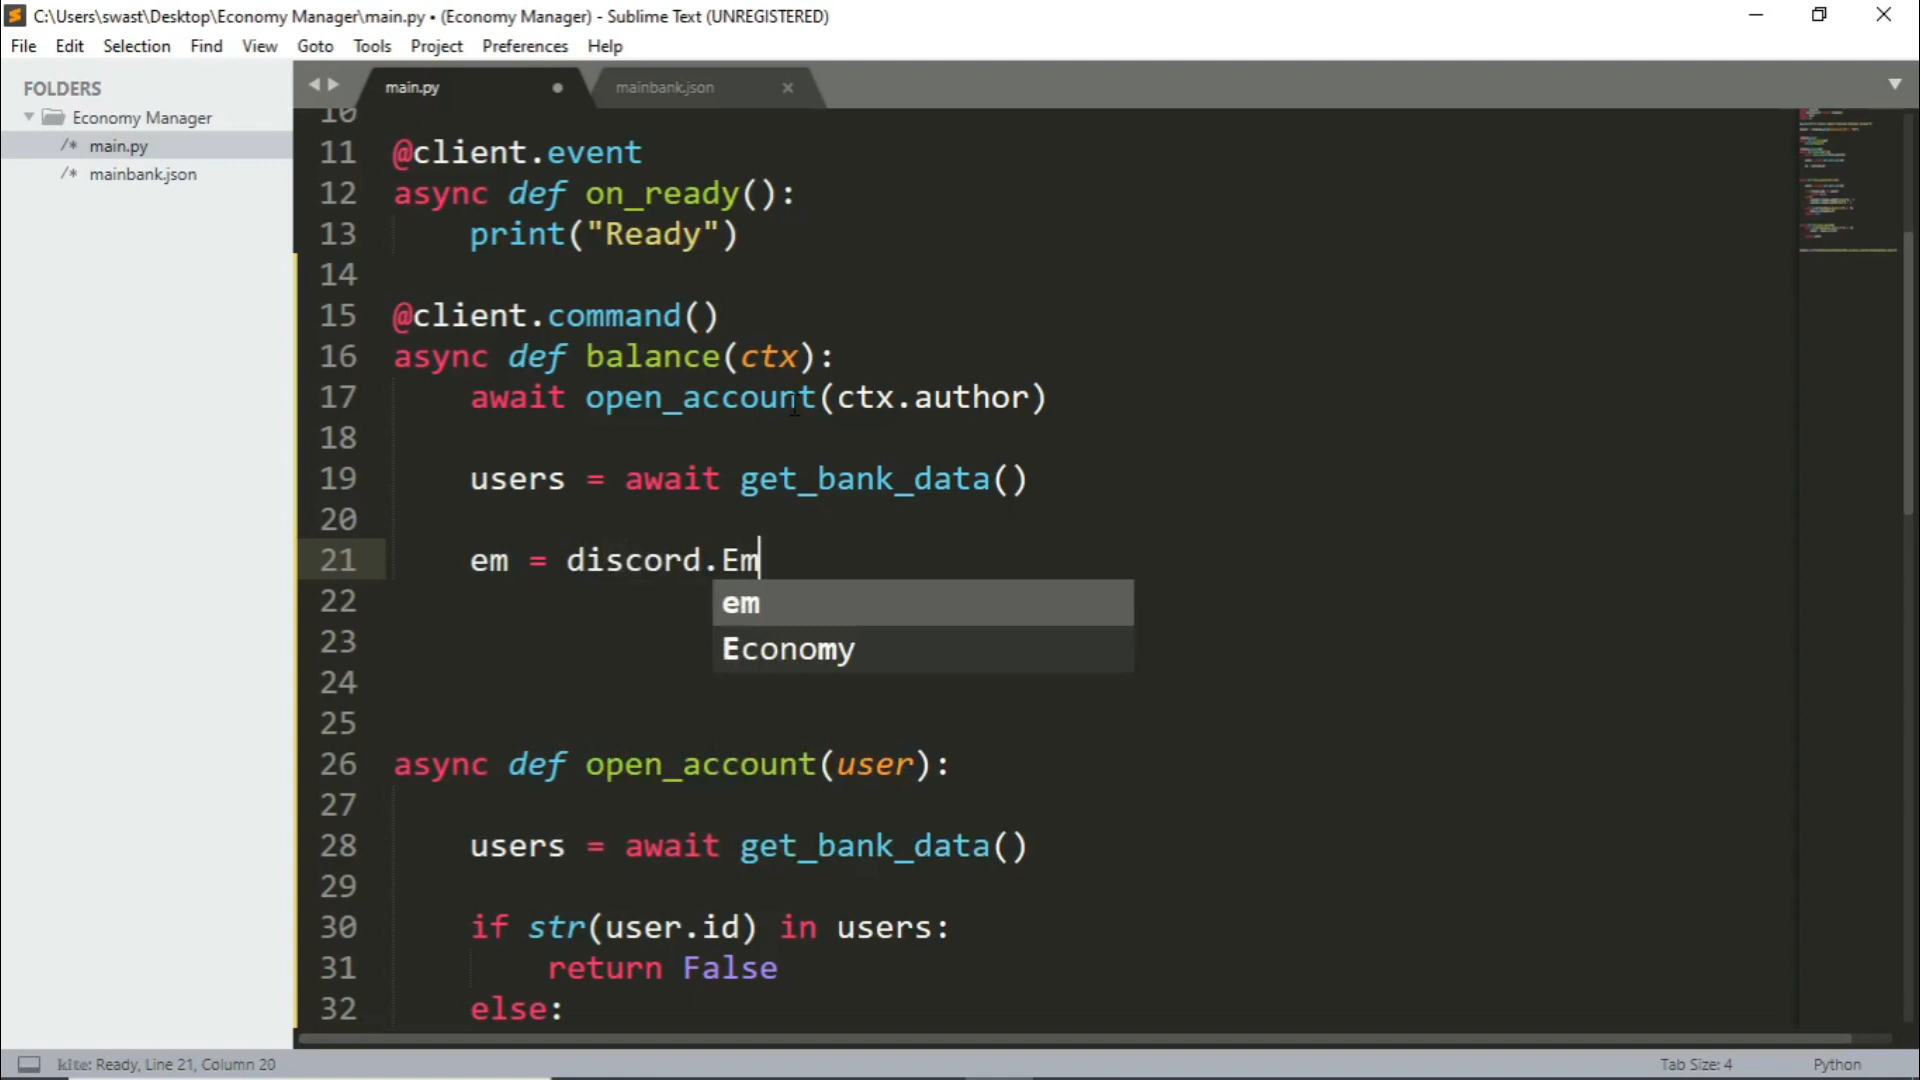 C:\Users\swast\Desktop\Economy Manager\main.py • (Economy Manager) - Sublime Text (UNREGISTERED)
File Edit Selection Find View Goto Tools Project Preferences Help
FOLDERS
Economy Manager
/* main.py
/* mainbank.json
main.py
mainbank.json
10
11 @client.event
12 async def on_ready():
13     print("Ready")
14
15 @client.command()
16 async def balance(ctx):
17     await open_account(ctx.author)
18
19     users = await get_bank_data()
20
21     em = discord.Em
em
Economy
22
23
24
25
26 async def open_account(user):
27
28     users = await get_bank_data()
29
30     if str(user.id) in users:
31         return False
32     else:
kite: Ready, Line 21, Column 20
Tab Size: 4
Python